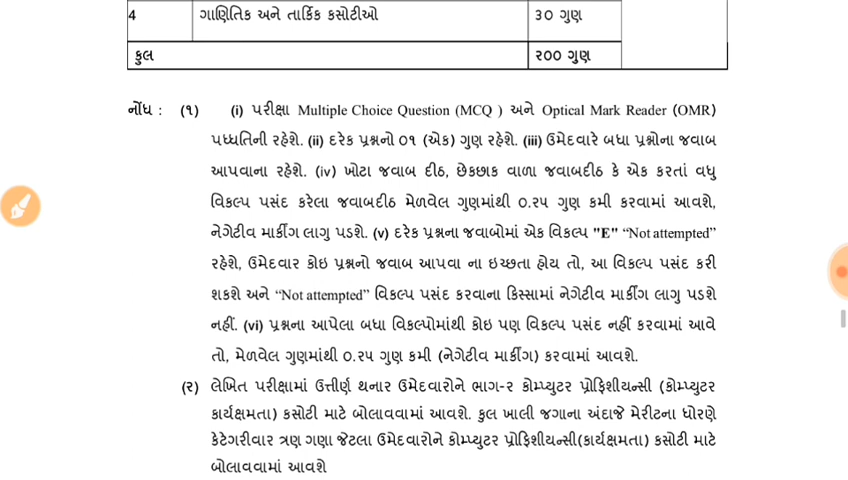 4 ગાણિતિક અને તાર્કિક કસોટીઓ ૩૦ ગુણ
કુલ ૨૦૦ ગુણ
નોંધ : (૧) (i) પરીક્ષા Multiple Choice Question (MCQ ) અને Optical Mark Reader (OMR)
પધ્ધતિની રહેશે. (ii) દરેક પ્રશ્નનો ૦૧ (એક) ગુણ રહેશે. (iii) ઉમેદવારે બધા પ્રશ્નોના જવાબ
આપવાના રહેશે. (iv) ખોટા જવાબ દીઠ, છેકછાક વાળા જવાબદીઠ કે એક કરતાં વધુ
વિકલ્પ પસંદ કરેલા જવાબદીઠ મેળવેલ ગુણમાંથી ૦.૨૫ ગુણ કમી કરવામાં આવશે,
નેગેટીવ માર્કીંગ લાગુ પડશે. (v) દરેક પ્રશ્નના જવાબોમાં એક વિકલ્પ "E" “Not attempted”
રહેશે, ઉમેદવાર કોઇ પ્રશ્નનો જવાબ આપવા ના ઇચ્છતા હોય તો, આ વિકલ્પ પસંદ કરી
શકશે અને “Not attempted” વિકલ્પ પસંદ કરવાના કિસ્સામાં નેગેટીવ માર્કીંગ લાગુ પડશે
નહીં. (vi) પ્રશ્નના આપેલા બધા વિકલ્પોમાંથી કોઇ પણ વિકલ્પ પસંદ નહીં કરવામાં આવે
તો, મેળવેલ ગુણમાંથી ૦.૨૫ ગુણ કમી (નેગેટીવ માર્કીંગ) કરવામાં આવશે.
(૨) લેખિત પરીક્ષામાં ઉત્તીર્ણ થનાર ઉમેદવારોને ભાગ-૨ કોમ્પ્યુટર પ્રોફિશીયન્સી (કોમ્પ્યુટર
કાર્યક્ષમતા) કસોટી માટે બોલાવવામાં આવશે. કુલ ખાલી જગાના અંદાજે મેરીટના ધોરણે
કેટેગરીવાર ત્રણ ગણા જેટલા ઉમેદવારોને કોમ્પ્યુટર પ્રોફિશીયન્સી(કાર્યક્ષમતા) કસોટી માટે
બોલાવવામાં આવશે